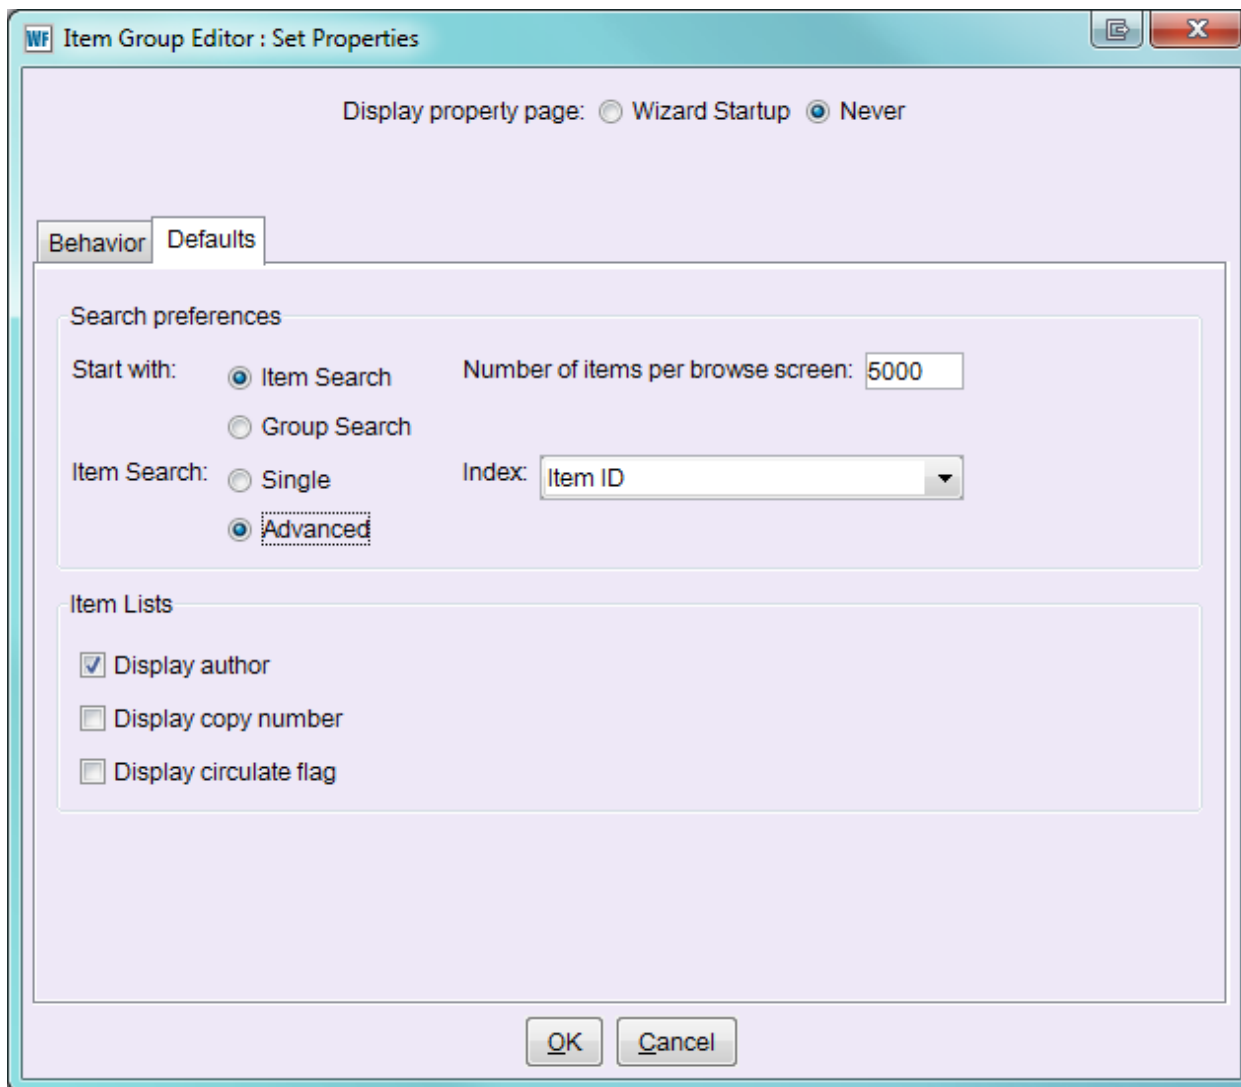 WF Item Group Editor : Set Properties
Display property page: Wizard Startup Never
Behavior Defaults
Search preferences
Start with: Item Search Number of items per browse screen: 5000
Group Search
Item Search: Single Index: Item ID
Advanced
Item Lists
Display author
Display copy number
Display circulate flag
OK Cancel